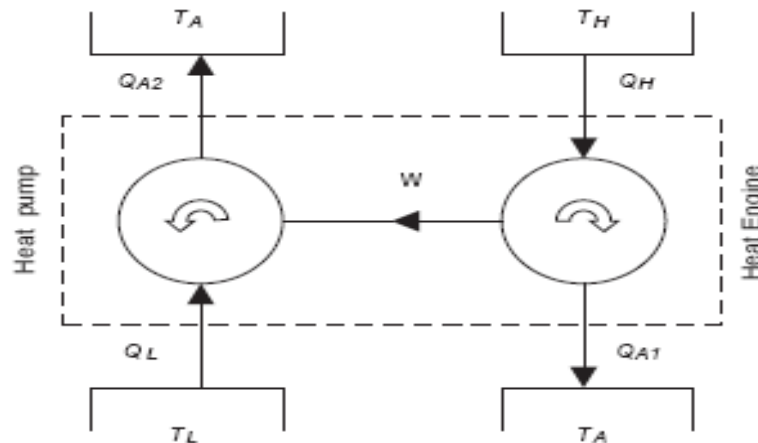 T_A
T_H
Q_A2
Q_H
Heat pump
W
Heat Engine
Q_L
Q_A1
T_L
T_A